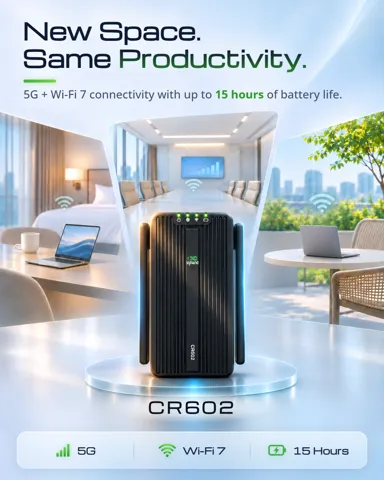 New Space.
Same Productivity.
5G + Wi-Fi 7 connectivity with up to 15 hours of battery life.
CR602
CR602
5G
Wi-Fi 7
15 Hours